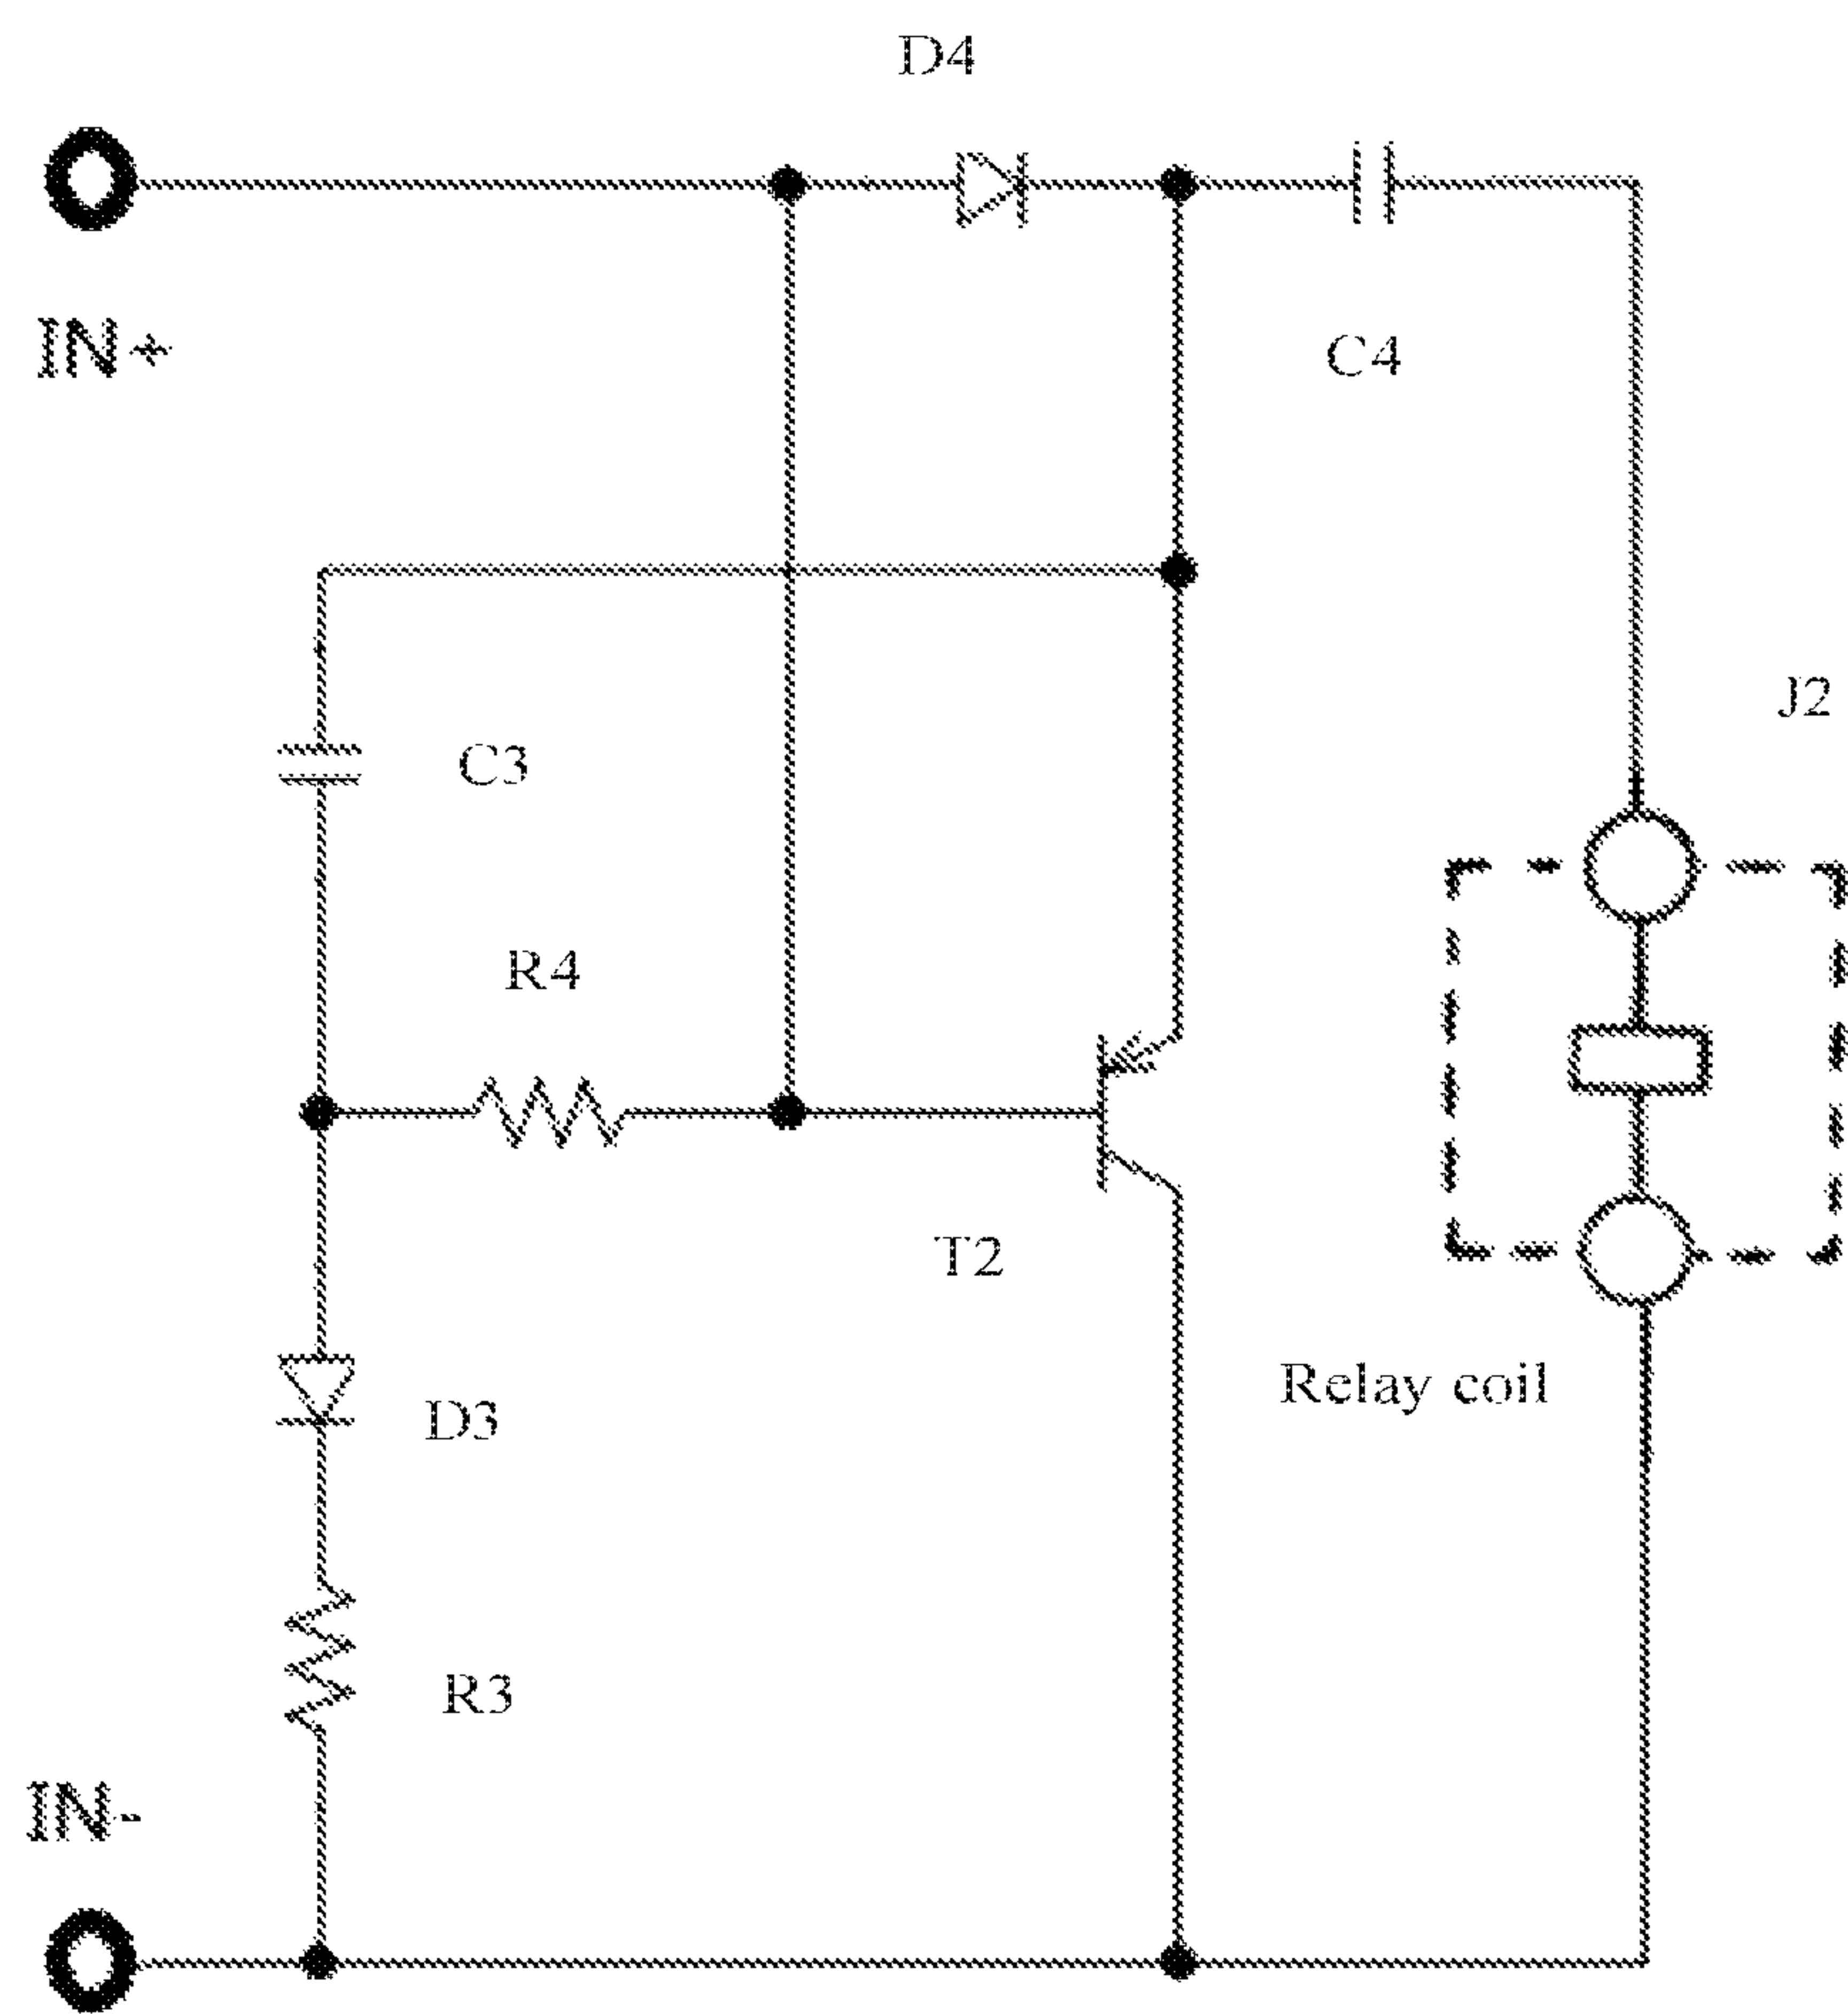 D4
IN+
C4
J2
C3
R4
T2
Relay coil
D3
R3
IN-